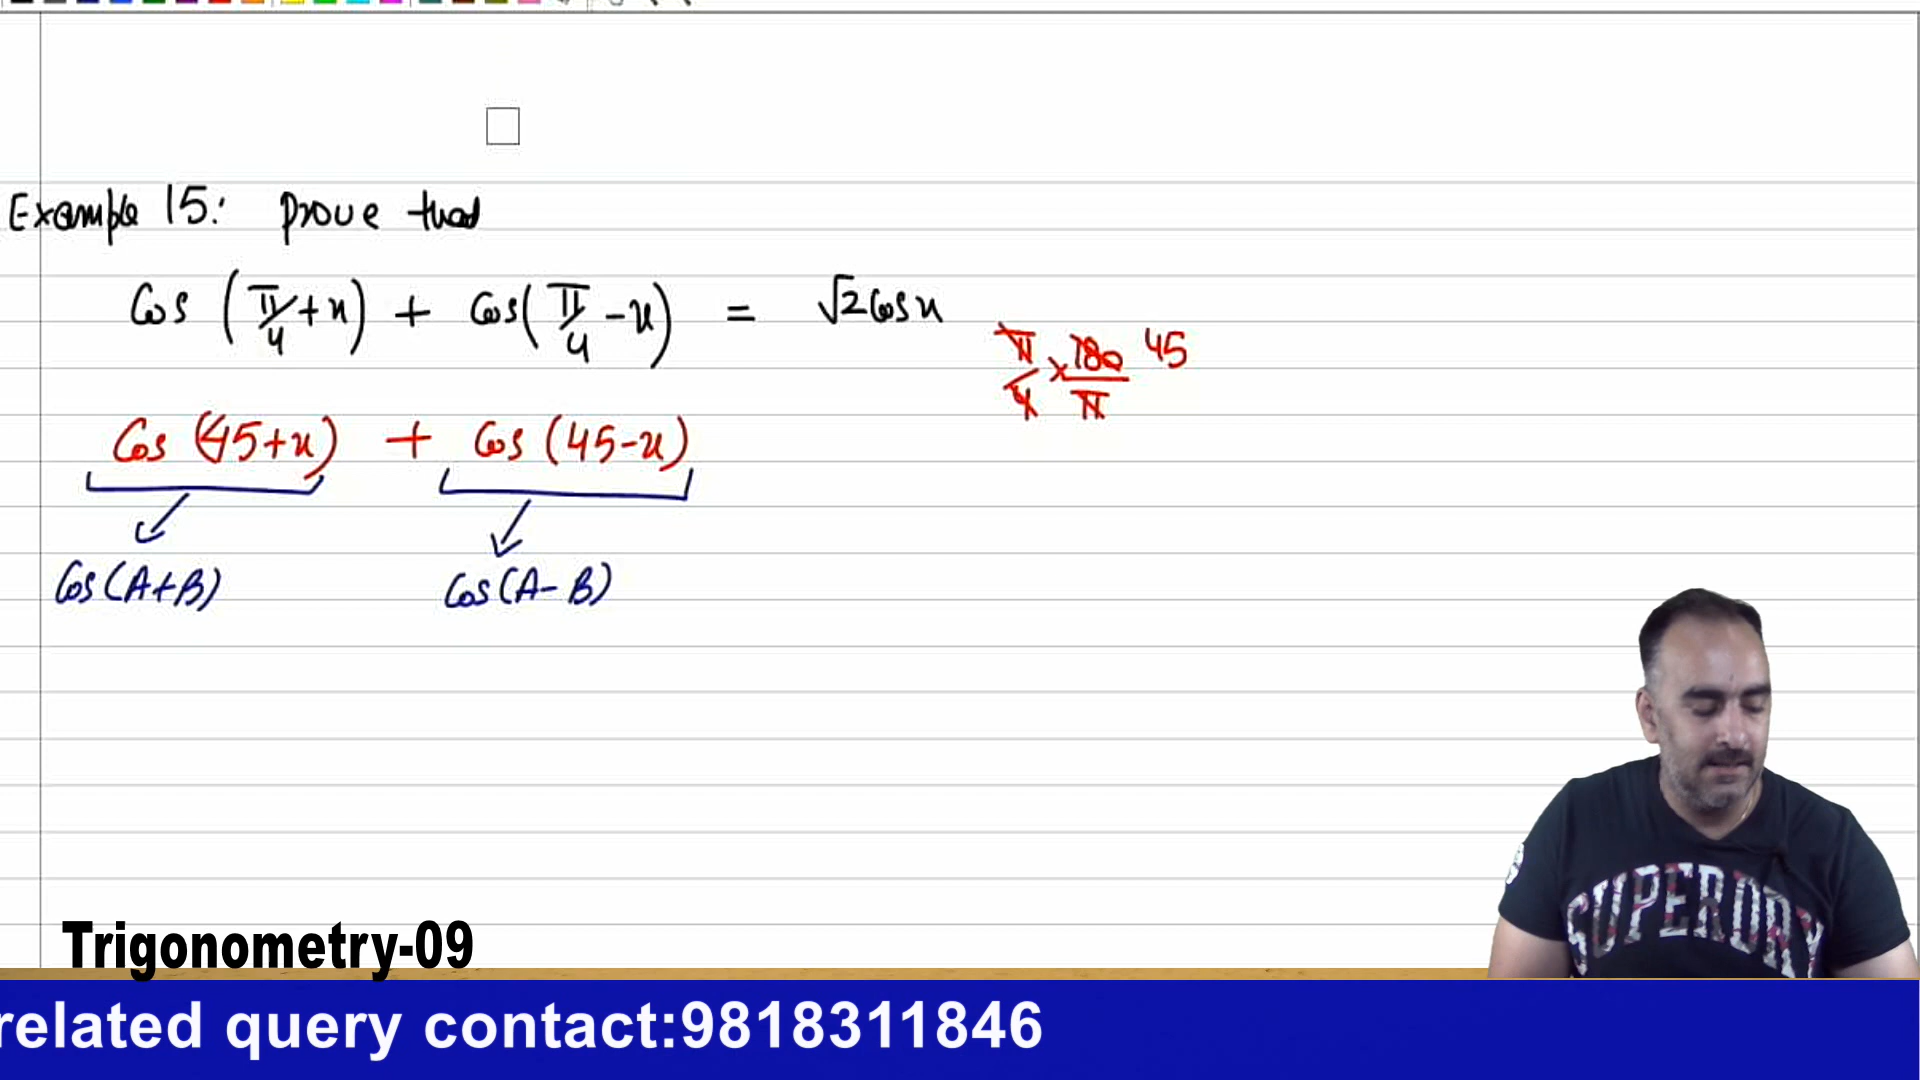 Example 15: Prove that
Cos (π/4 + x) + Cos(π/4 - x) = √2 Cos x
π/4 × 180/π 45
Cos (45+x) + Cos (45-x)
Cos(A+B) Cos(A-B)
SUPERDRY
Trigonometry-09
related query contact:9818311846